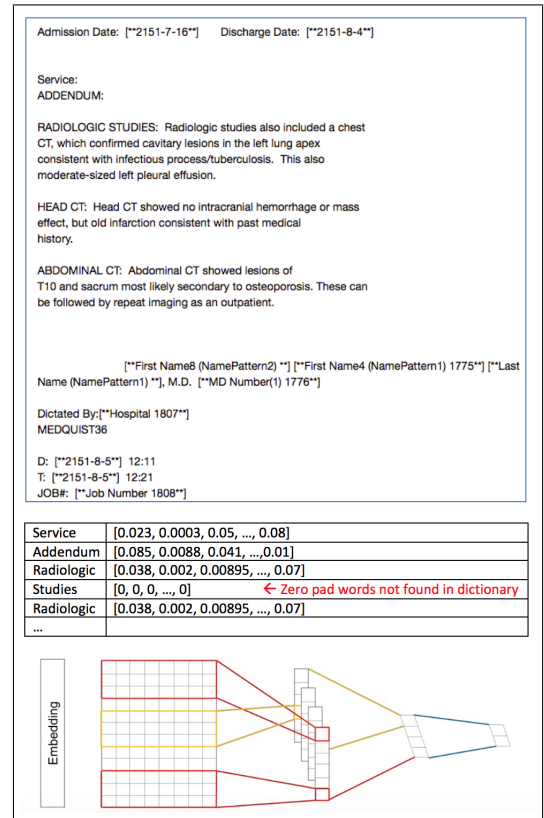 Admission Date:  [**2151-7-16**]       Discharge Date:  [**2151-8-4**]
Service:
ADDENDUM:
RADIOLOGIC STUDIES:  Radiologic studies also included a chest
CT, which confirmed cavitary lesions in the left lung apex
consistent with infectious process/tuberculosis.  This also
moderate-sized left pleural effusion.
HEAD CT:  Head CT showed no intracranial hemorrhage or mass
effect, but old infarction consistent with past medical
history.
ABDOMINAL CT:  Abdominal CT showed lesions of
T10 and sacrum most likely secondary to osteoporosis. These can
be followed by repeat imaging as an outpatient.
[**First Name8 (NamePattern2) **] [**First Name4 (NamePattern1) 1775**] [**Last
Name (NamePattern1) **], M.D.  [**MD Number(1) 1776**]
Dictated By:[**Hospital 1807**]
MEDQUIST36
D:  [**2151-8-5**]  12:11
T:  [**2151-8-5**]  12:21
JOB#:  [**Job Number 1808**]
Service [0.023, 0.0003, 0.05, ..., 0.08]
Addendum [0.085, 0.0088, 0.041, ...,0.01]
Radiologic [0.038, 0.002, 0.00895, ..., 0.07]
Studies [0, 0, 0, ..., 0] ← Zero pad words not found in dictionary
Radiologic [0.038, 0.002, 0.00895, ..., 0.07]
...
Embedding